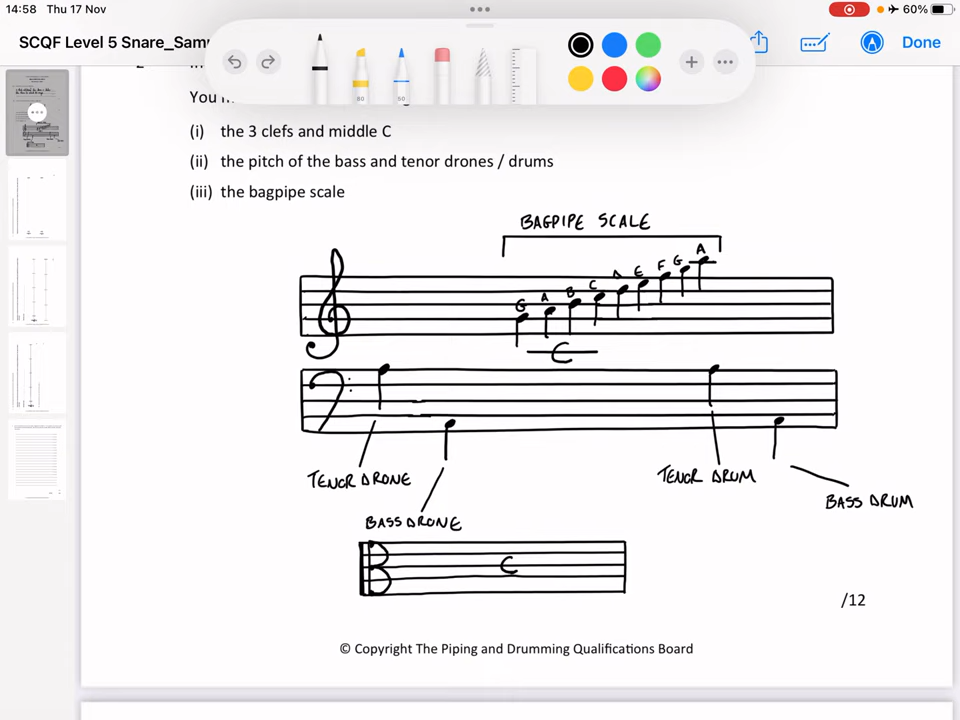 14:58 Thu 17 Nov
60%
SCQF Level 5 Snare_Sam
Done
80
50
You
(i) the 3 clefs and middle C
(ii) the pitch of the bass and tenor drones / drums
(iii) the bagpipe scale
BAGPIPE SCALE
G A B C D E F G A
C
TENOR DRONE
TENOR DRUM
BASS DRUM
BASS DRONE
C
/12
© Copyright The Piping and Drumming Qualifications Board